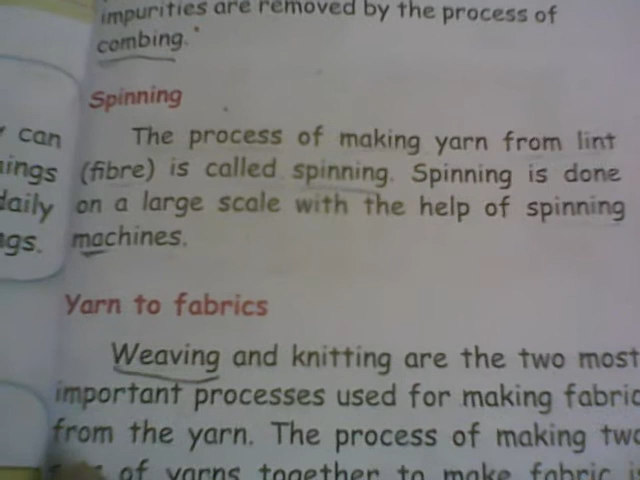 impurities are removed by the process of
combing.
Spinning
The process of making yarn from lint
(fibre) is called spinning. Spinning is done
on a large scale with the help of spinning
machines.
Yarn to fabrics
Weaving and knitting are the two most
important processes used for making fabric
from the yarn. The process of making two
of yarns together to make fabric is
can
ings
daily
gs.